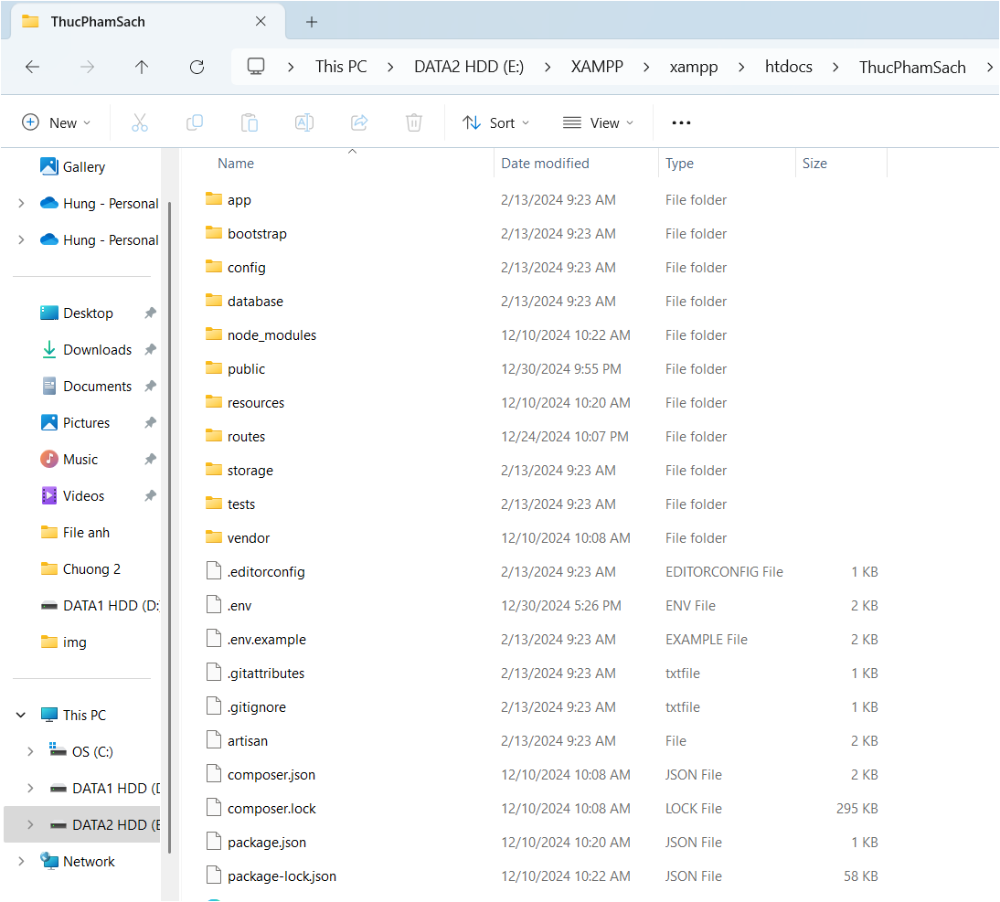 ThucPhamSach
This PC > DATA2 HDD (E:) > XAMPP > xampp > htdocs > ThucPhamSach >
New Sort View
Gallery
Hung - Personal
Hung - Personal
Desktop
Downloads
Documents
Pictures
Music
Videos
File anh
Chuong 2
DATA1 HDD (D:
img
This PC
OS (C:)
DATA1 HDD (D
DATA2 HDD (E
Network
Name Date modified Type Size
app 2/13/2024 9:23 AM File folder
bootstrap 2/13/2024 9:23 AM File folder
config 2/13/2024 9:23 AM File folder
database 2/13/2024 9:23 AM File folder
node_modules 12/10/2024 10:22 AM File folder
public 12/30/2024 9:55 PM File folder
resources 12/10/2024 10:20 AM File folder
routes 12/24/2024 10:07 PM File folder
storage 2/13/2024 9:23 AM File folder
tests 2/13/2024 9:23 AM File folder
vendor 12/10/2024 10:08 AM File folder
.editorconfig 2/13/2024 9:23 AM EDITORCONFIG File 1 KB
.env 12/30/2024 5:26 PM ENV File 2 KB
.env.example 2/13/2024 9:23 AM EXAMPLE File 2 KB
.gitattributes 2/13/2024 9:23 AM txtfile 1 KB
.gitignore 2/13/2024 9:23 AM txtfile 1 KB
artisan 2/13/2024 9:23 AM File 2 KB
composer.json 12/10/2024 10:08 AM JSON File 2 KB
composer.lock 12/10/2024 10:08 AM LOCK File 295 KB
package.json 12/10/2024 10:20 AM JSON File 1 KB
package-lock.json 12/10/2024 10:22 AM JSON File 58 KB